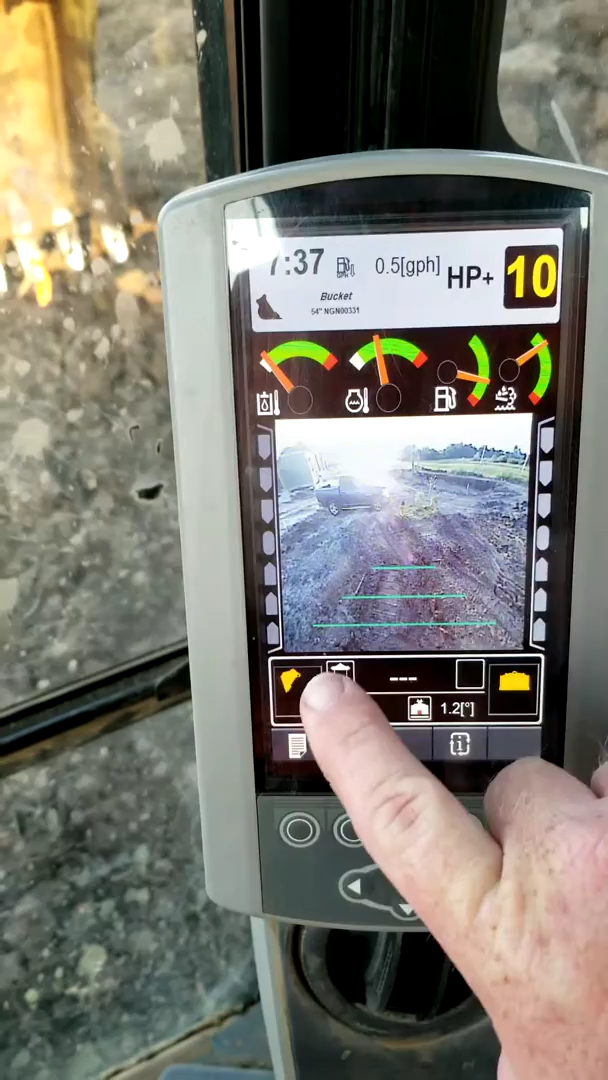 7:37
0.5[gph]
HP+
10
Bucket
54" NGN00331
---
1.2[°]